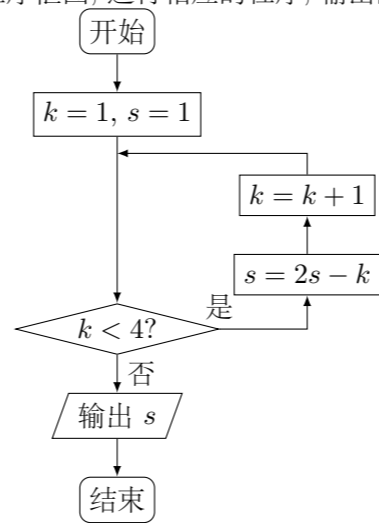 开始
k = 1, s = 1
k = k + 1
s = 2s − k
k < 4?
是
否
输出 s
结束